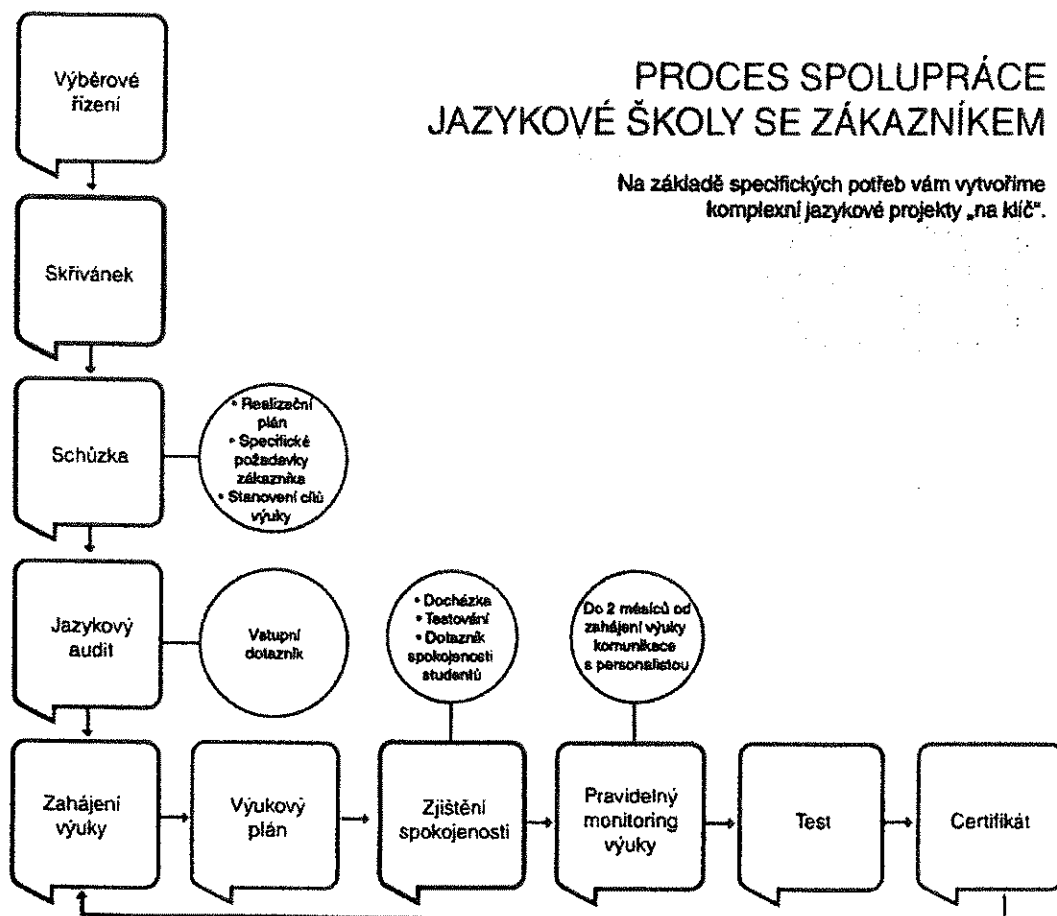 PROCES SPOLUPRÁCE
JAZYKOVÉ ŠKOLY SE ZÁKAZNÍKEM
Na základě specifických potřeb vám vytvoříme
komplexní jazykové projekty „na klíč“.
Výběrové
řízení
Skřivánek
Schůzka
• Realizační
plán
• Specifické
požadavky
zákazníka
• Stanovení cílů
výuky
Jazykový
audit
Vstupní
dotazník
• Docházka
• Testování
• Dotazník
spokojenosti
studentů
Do 2 měsíců od
zahájení výuky
komunikace
s personalistou
Zahájení
výuky
Výukový
plán
Zjištění
spokojenosti
Pravidelný
monitoring
výuky
Test
Certifikát